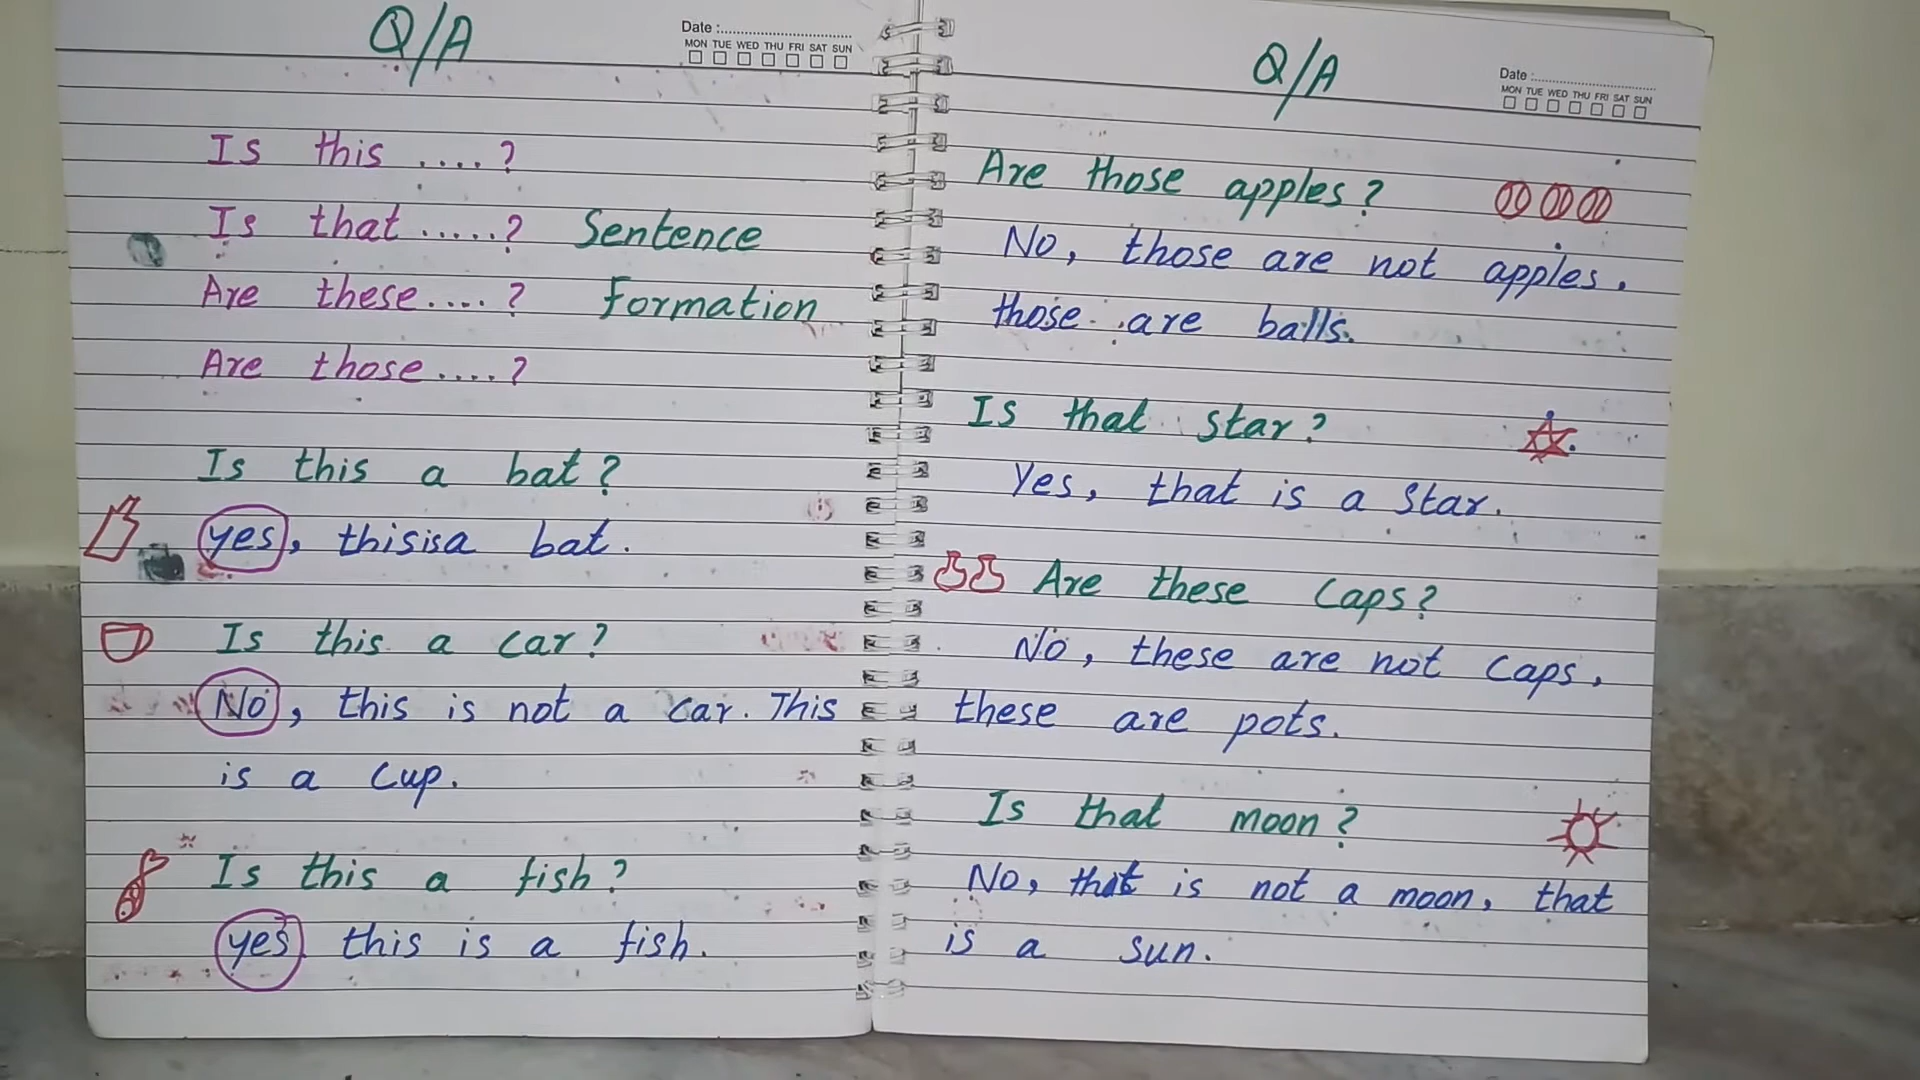 Q/A
Date :
MON TUE WED THU FRI SAT SUN
Is this ....?
Is that .....? Sentence
Are these....? formation
Are those....?
Is this a bat?
yes, thisisa bat.
Is this a car?
No, this is not a car. This
is a cup.
Is this a fish?
yes this is a fish.
Q/A
Date :
MON TUE WED THU FRI SAT SUN
Are those apples?
No, those are not apples.
those are balls.
Is that star?
Yes, that is a star.
Are these caps?
No, these are not caps,
these are pots.
Is that moon?
No, that is not a moon, that
is a sun.